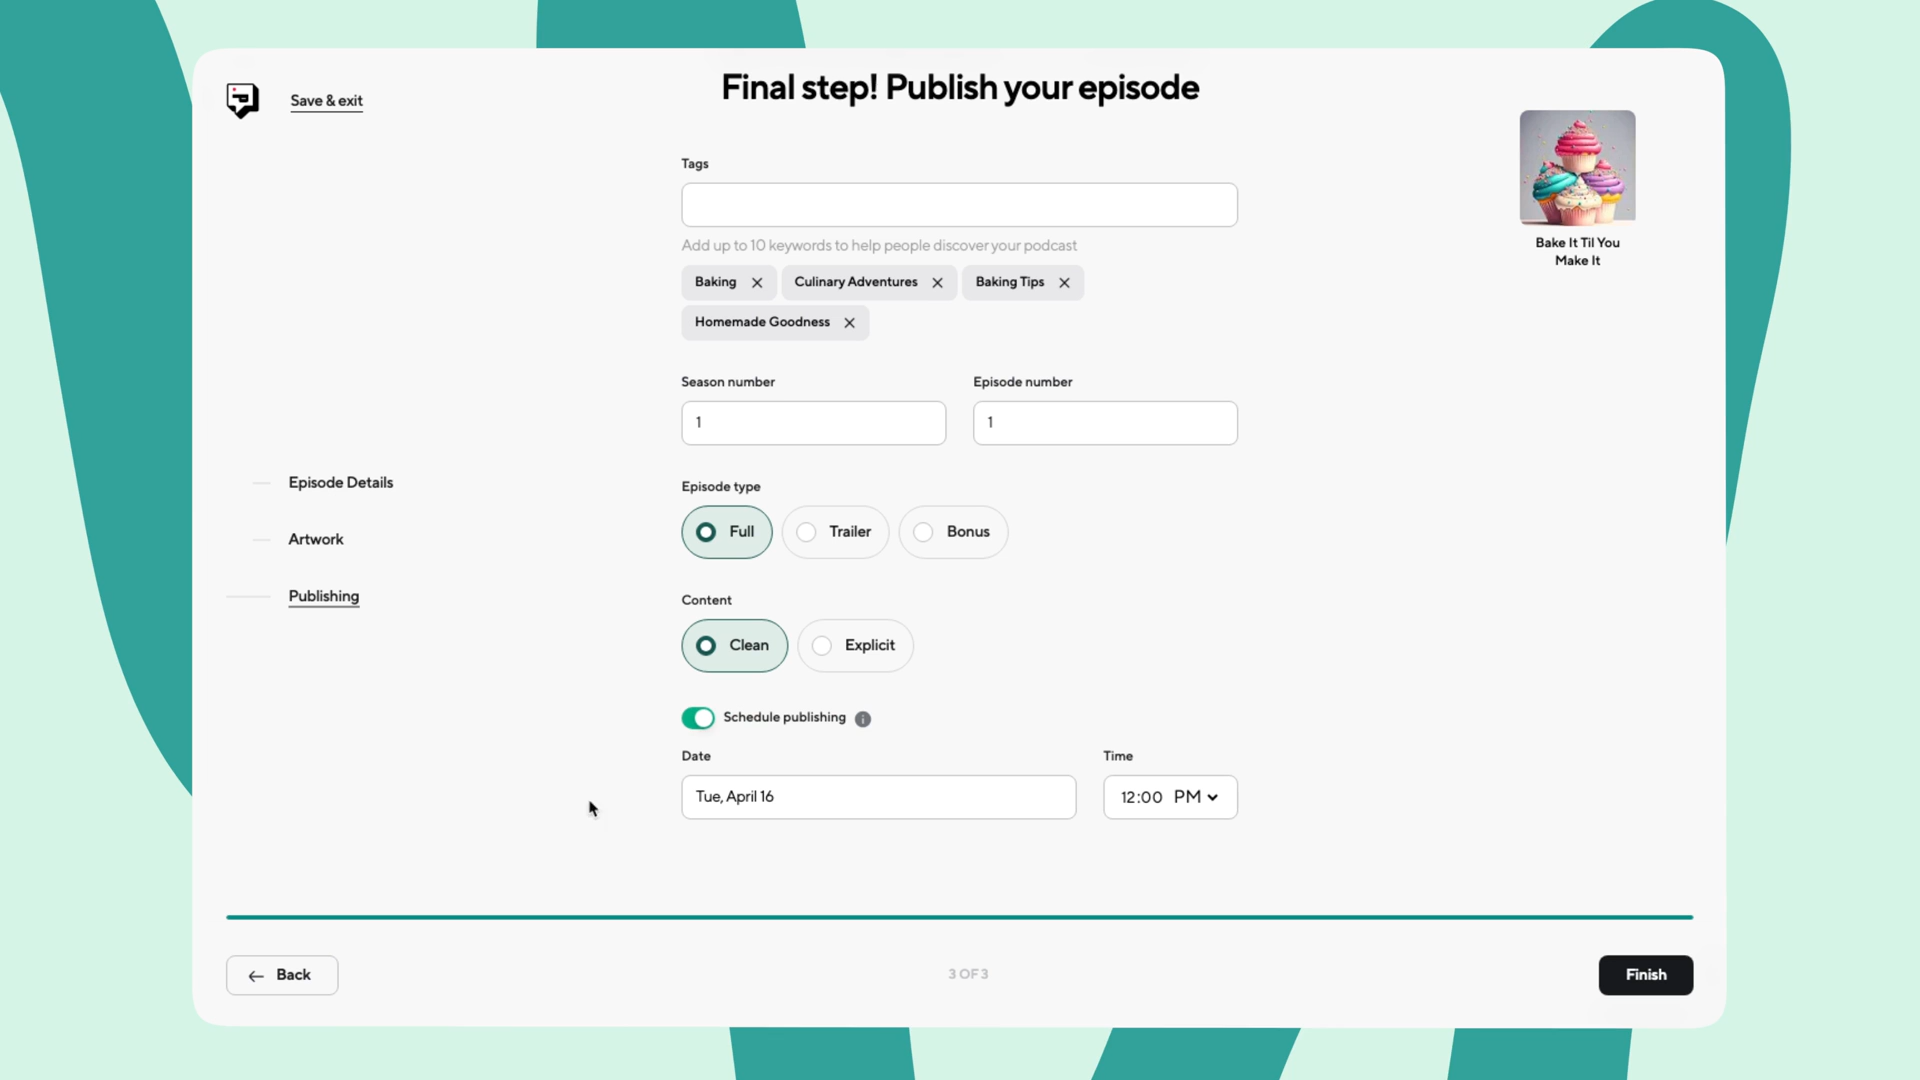 Save & exit
Final step! Publish your episode
Bake It Til You
Make It
Tags
Add up to 10 keywords to help people discover your podcast
Baking
Culinary Adventures
Baking Tips
Homemade Goodness
Season number
Episode number
1
1
Episode Details
Artwork
Publishing
Episode type
Full
Trailer
Bonus
Content
Clean
Explicit
Schedule publishing
Date
Time
Tue, April 16
12:00 PM
Back
3 OF 3
Finish